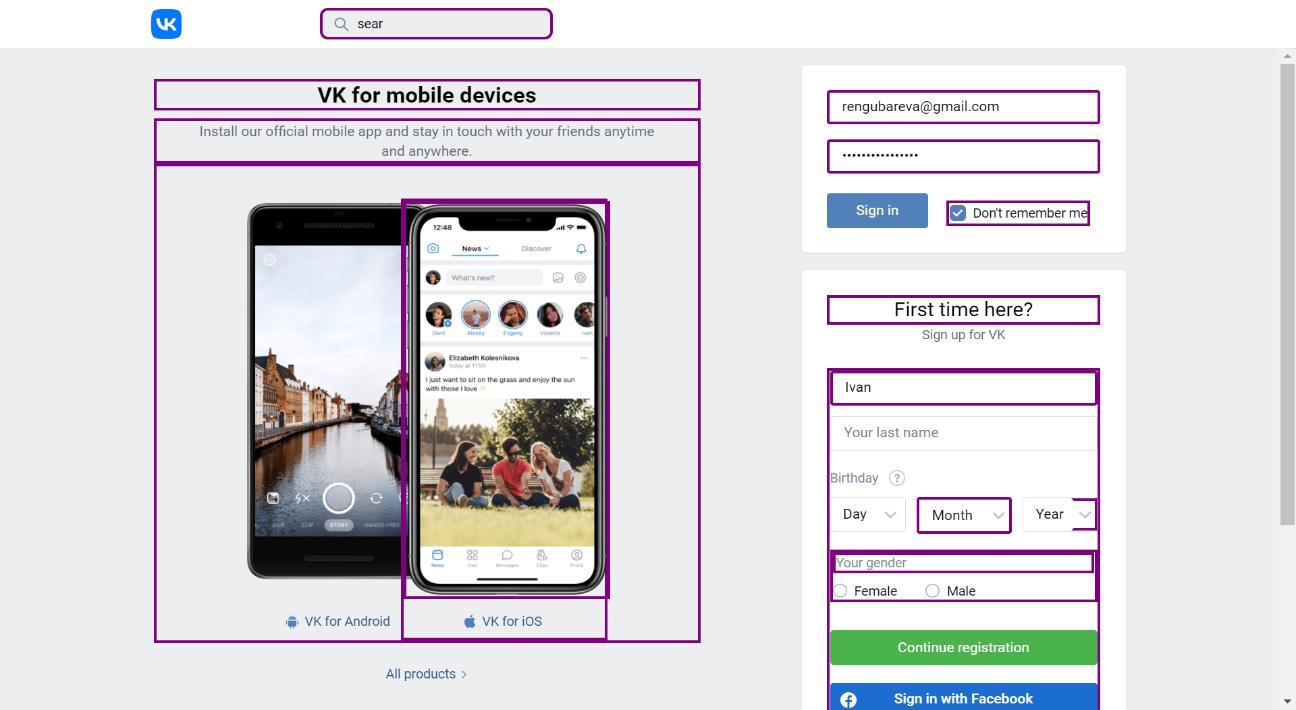 VK
sear
VK for mobile devices
Install our official mobile app and stay in touch with your friends anytime
and anywhere.
12:48
News
Discover
What's new?
Danil
Alexey
Evgeny
Violetta
Ivan
Elizabeth Kolesnikova
I just want to sit on the grass and enjoy the sun
with those I love
LIVE
CLIP
STORY
HANDS-FREE
News
Hub
Messages
Clips
Profile
VK for Android
VK for iOS
All products
rengubareva@gmail.com
••••••••••••••••
Sign in
Don't remember me
First time here?
Sign up for VK
Ivan
Your last name
Birthday ?
Day
Month
Year
Your gender
Female
Male
Continue registration
Sign in with Facebook